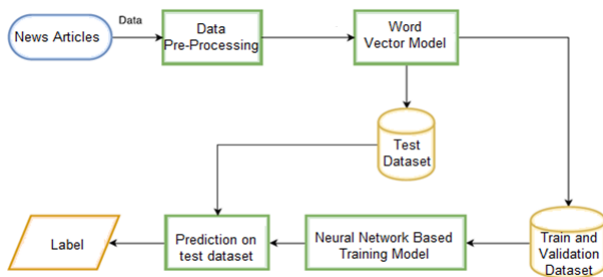 News Articles
Data
Data
Pre-Processing
Word
Vector Model
Test
Dataset
Label
Prediction on
test dataset
Neural Network Based
Training Model
Train and
Validation
Dataset